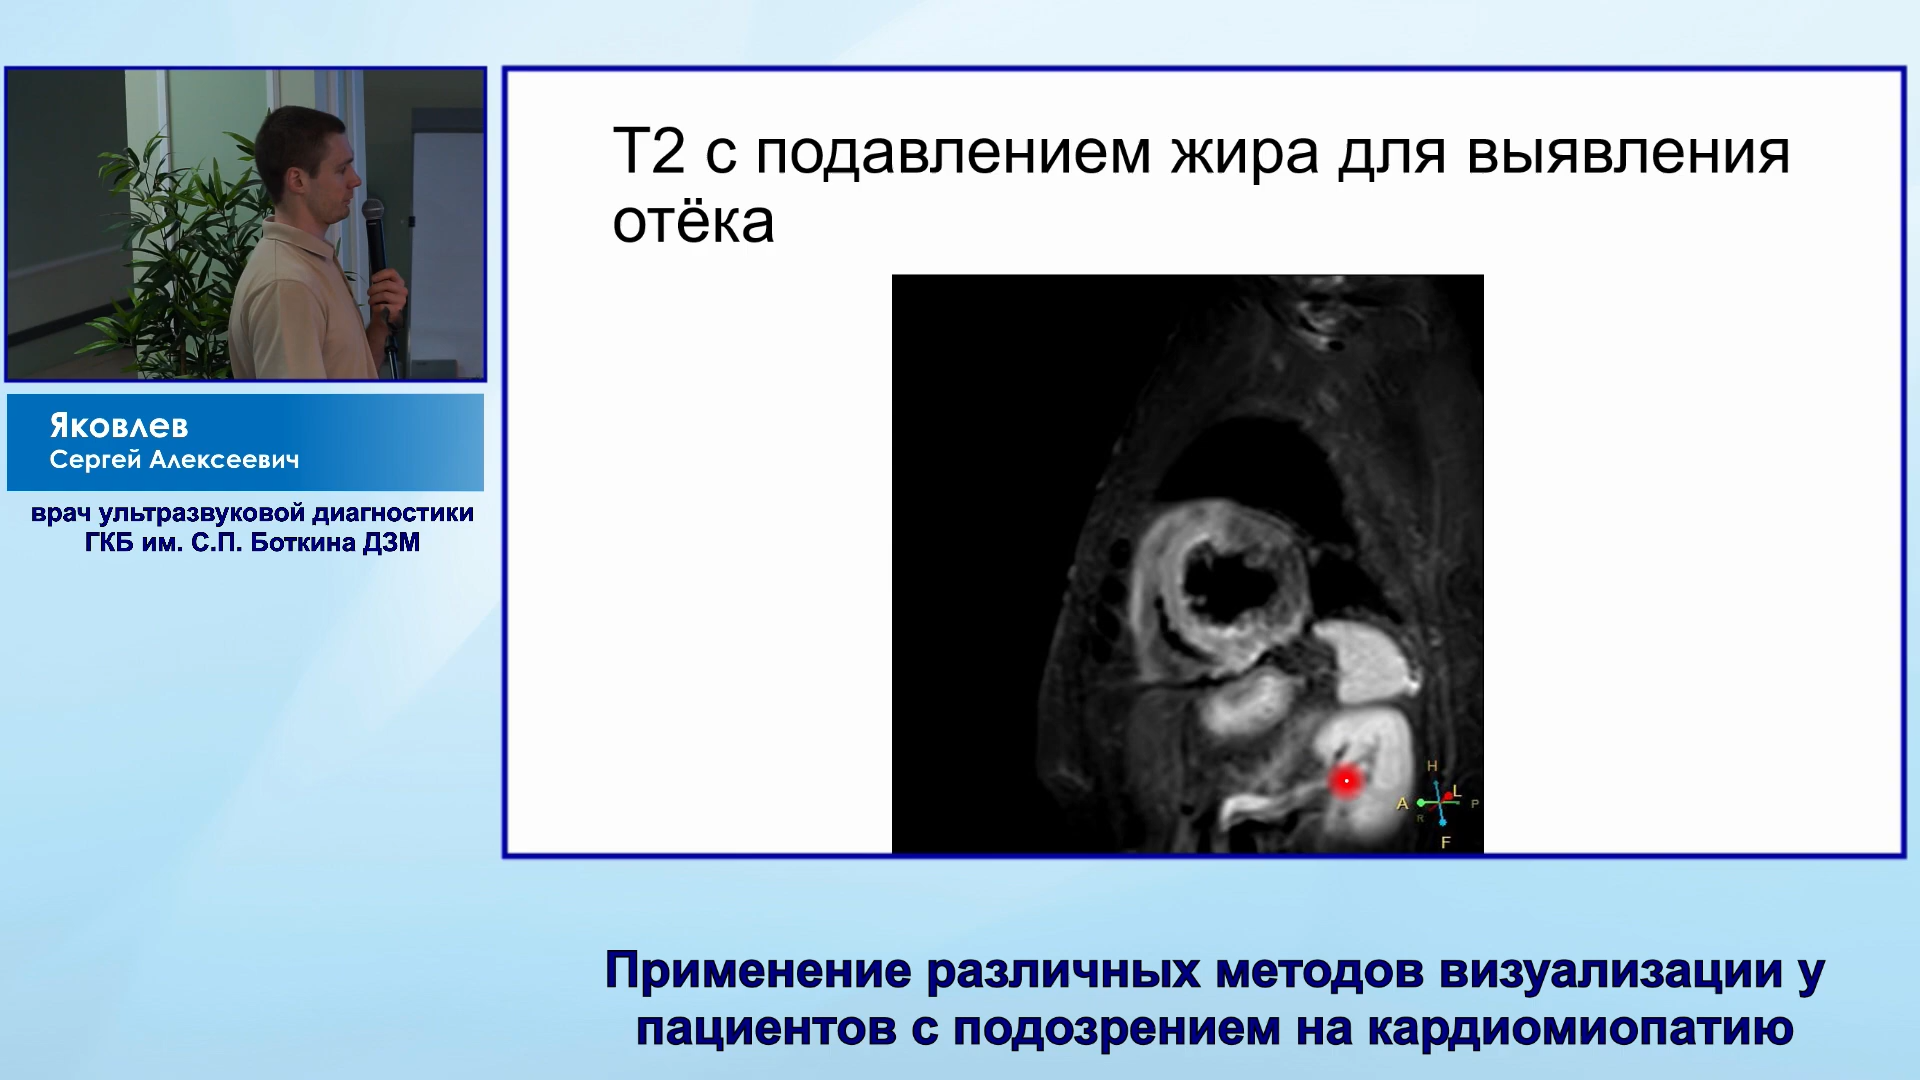 Т2 с подавлением жира для выявления
отёка
Яковлев
Сергей Алексеевич
врач ультразвуковой диагностики
ГКБ им. С.П. Боткина ДЗМ
H
L
A
P
R
F
Применение различных методов визуализации у
пациентов с подозрением на кардиомиопатию